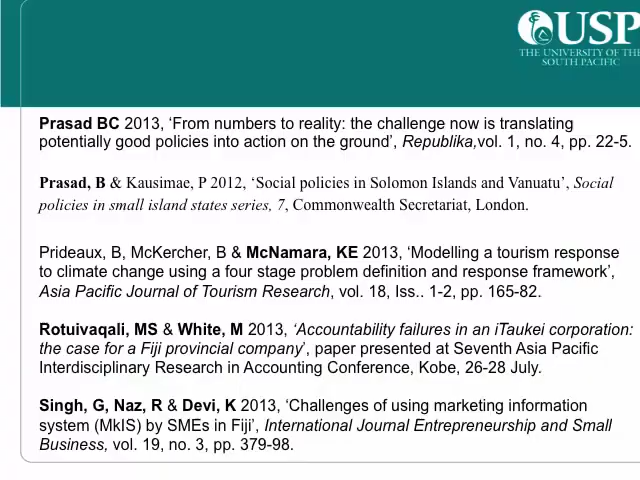 USP
THE UNIVERSITY OF THE
SOUTH PACIFIC
Prasad BC 2013, ‘From numbers to reality: the challenge now is translating
potentially good policies into action on the ground’, Republika,vol. 1, no. 4, pp. 22-5.
Prasad, B & Kausimae, P 2012, ‘Social policies in Solomon Islands and Vanuatu’, Social
policies in small island states series, 7, Commonwealth Secretariat, London.
Prideaux, B, McKercher, B & McNamara, KE 2013, ‘Modelling a tourism response
to climate change using a four stage problem definition and response framework’,
Asia Pacific Journal of Tourism Research, vol. 18, Iss.. 1-2, pp. 165-82.
Rotuivaqali, MS & White, M 2013, ‘Accountability failures in an iTaukei corporation:
the case for a Fiji provincial company’, paper presented at Seventh Asia Pacific
Interdisciplinary Research in Accounting Conference, Kobe, 26-28 July.
Singh, G, Naz, R & Devi, K 2013, ‘Challenges of using marketing information
system (MkIS) by SMEs in Fiji’, International Journal Entrepreneurship and Small
Business, vol. 19, no. 3, pp. 379-98.